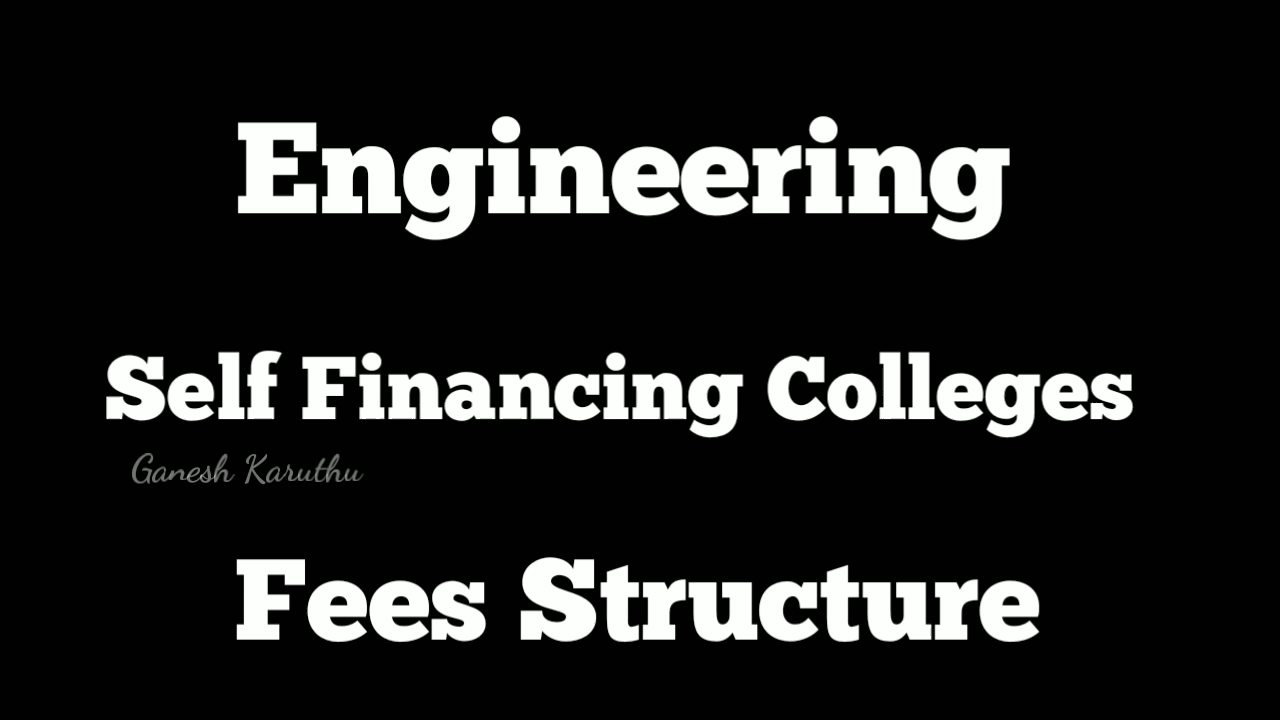 Engineering
Self Financing Colleges
Ganesh Karuthu
Fees Structure